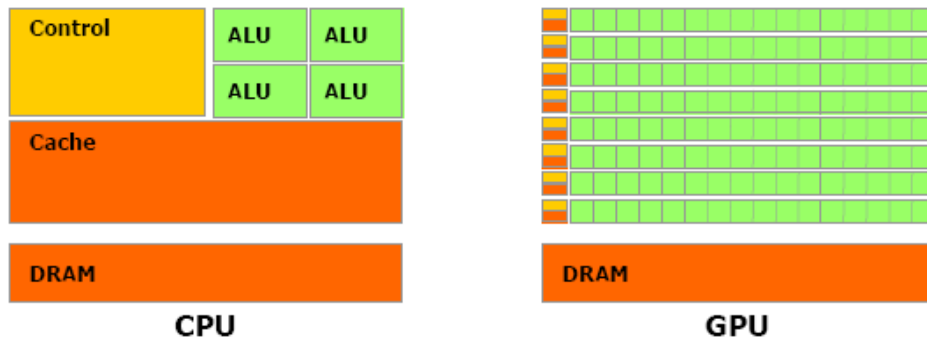 Control
ALU ALU
ALU ALU
Cache
DRAM
CPU
DRAM
GPU